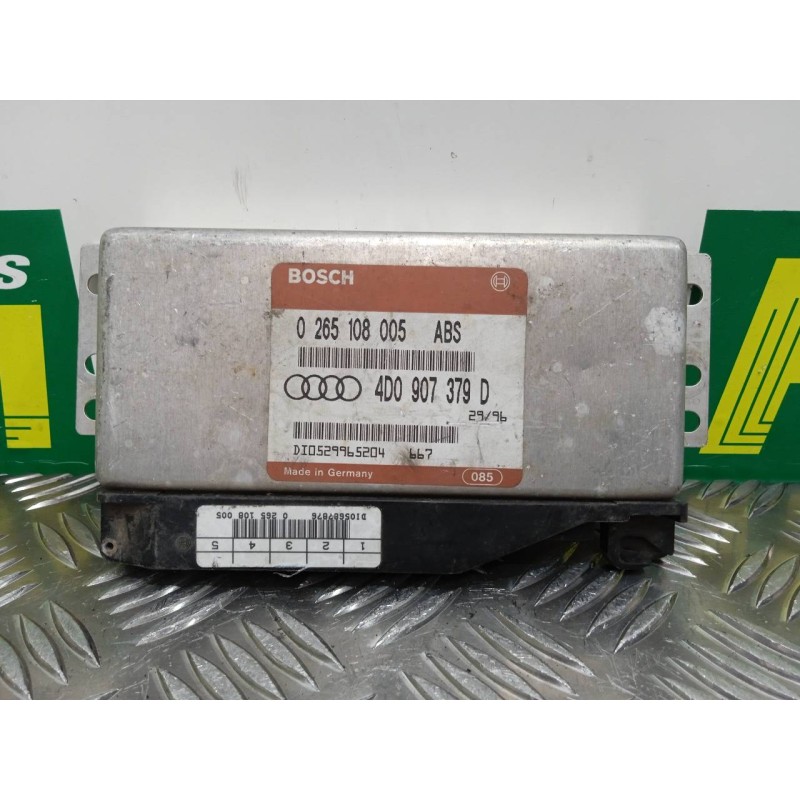 s
BOSCH
0 265 108 005 ABS
4D0 907 379 D
29/96
DI0529965204 667
Made in Germany
085
1 2 3 4 5
DI05689876
0 265 108 005